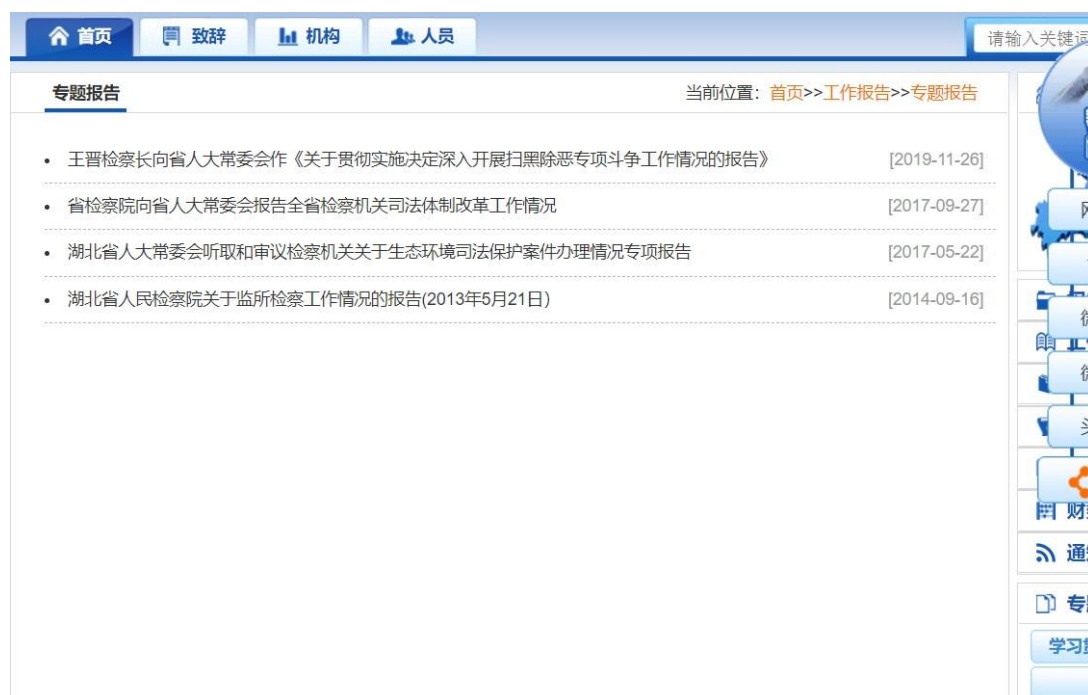 首页 致辞 机构 人员
请输入关键词
专题报告
当前位置：首页>>工作报告>>专题报告
王晋检察长向省人大常委会作《关于贯彻实施决定深入开展扫黑除恶专项斗争工作情况的报告》 [2019-11-26]
省检察院向省人大常委会报告全省检察机关司法体制改革工作情况 [2017-09-27]
湖北省人大常委会听取和审议检察机关关于生态环境司法保护案件办理情况专项报告 [2017-05-22]
湖北省人民检察院关于监所检察工作情况的报告(2013年5月21日) [2014-09-16]
财
通
专
学习